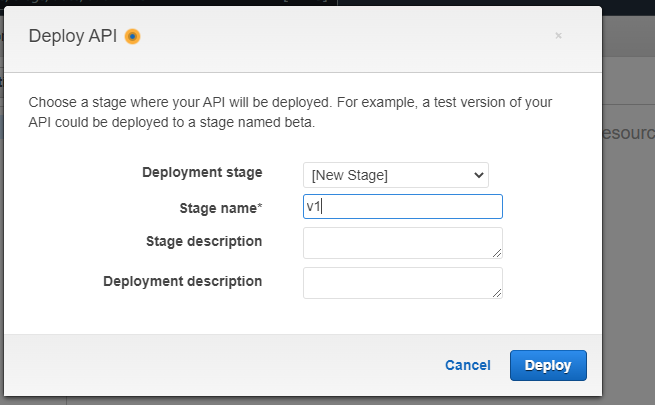 Deploy API
×
Choose a stage where your API will be deployed. For example, a test version of your
API could be deployed to a stage named beta.
Deployment stage
[New Stage]
Stage name*
v1
Stage description
Deployment description
Cancel
Deploy